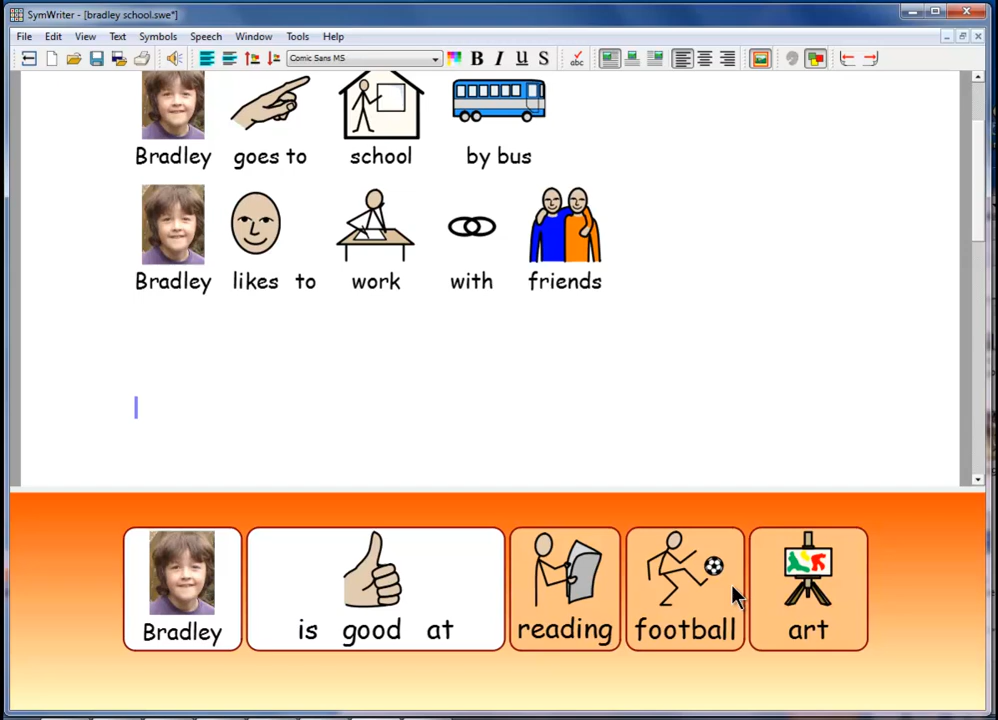 SymWriter - [bradley school.swe*]
File Edit View Text Symbols Speech Window Tools Help
Comic Sans MS B I U S abc
Bradley goes to school by bus
Bradley likes to work with friends
Bradley is good at reading football art